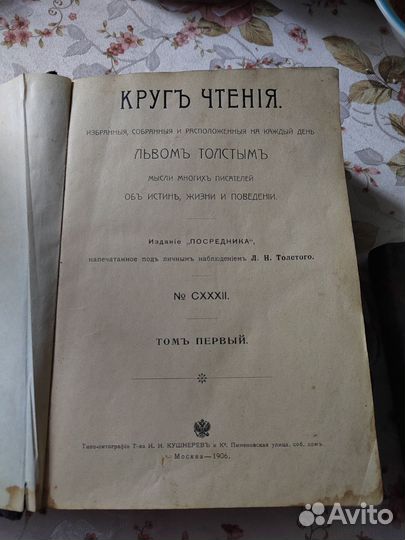 КРУГЪ ЧТЕНІЯ.
ИЗБРАННЫЯ, СОБРАННЫЯ И РАСПОЛОЖЕННЫЯ НА КАЖДЫЙ ДЕНЬ
ЛЬВОМЪ ТОЛСТЫМЪ
МЫСЛИ МНОГИХЪ ПИСАТЕЛЕЙ
ОБЪ ИСТИНѢ, ЖИЗНИ И ПОВЕДЕНІИ.
Изданіе „ПОСРЕДНИКА",
напечатанное подъ личнымъ наблюденіемъ Л. Н. Толстого.
№ CXXXII.
ТОМЪ ПЕРВЫЙ.
Типо-литографія Т-ва И. Н. КУШНЕРЕВЪ и Кº. Пименовская улица, соб. домъ.
Москва—1906.
Avito